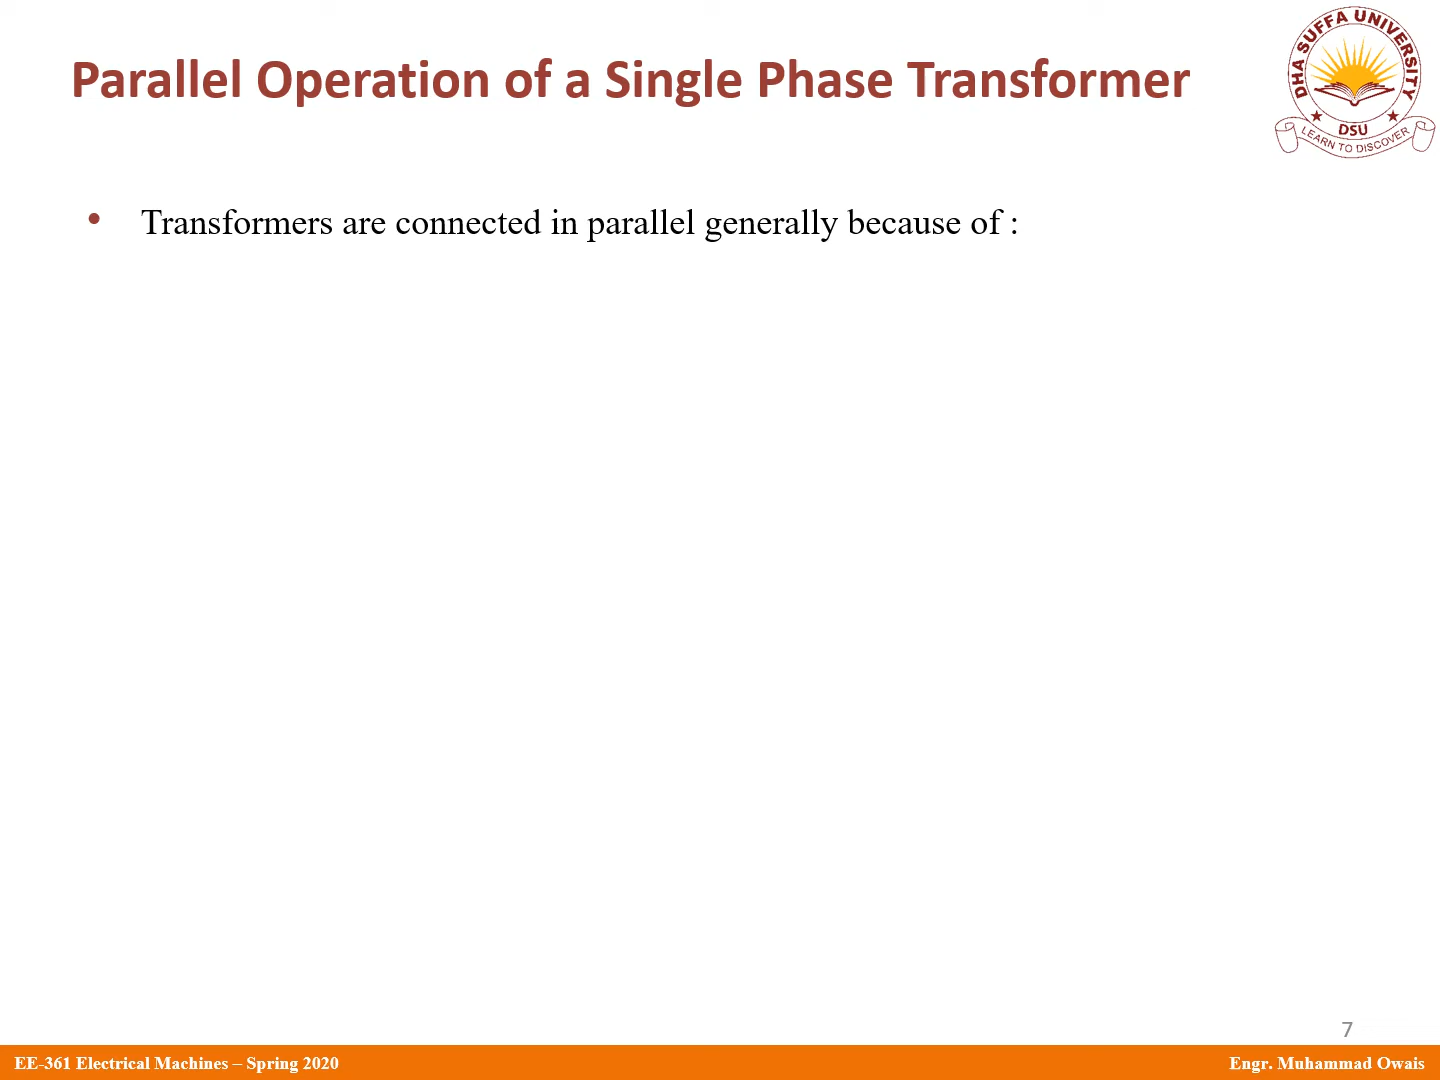 Parallel Operation of a Single Phase Transformer
DHA SUFFA UNIVERSITY
DSU
LEARN TO DISCOVER
• Transformers are connected in parallel generally because of :
7
EE-361 Electrical Machines – Spring 2020
Engr. Muhammad Owais